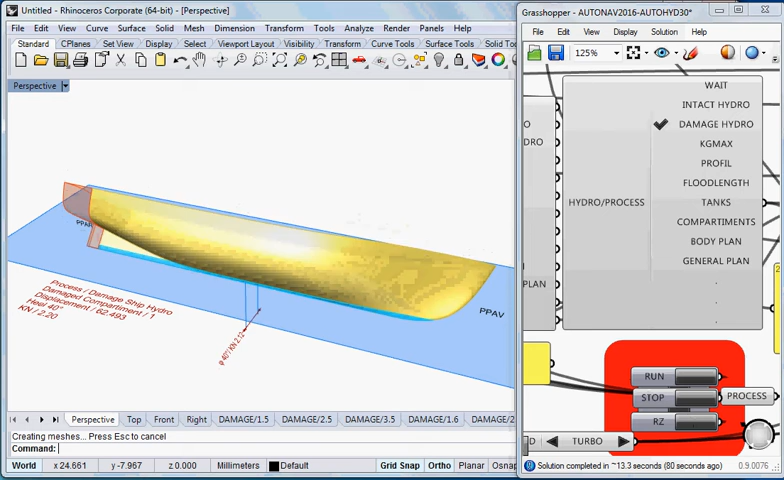 Untitled - Rhinoceros Corporate (64-bit) - [Perspective]
File Edit View Curve Surface Solid Mesh Dimension Transform Tools Analyze Render Panels Help
Standard CPlanes Set View Display Select Viewport Layout Visibility Transform Curve Tools Surface Tools Solid To
Perspective
PPAR
PPAV
Process / Damage Ship Hydro
Damaged Compartment / 1
Displacement / 62.493
Heel 40°
KN / 2.20
Perspective Top Front Right DAMAGE/1.5 DAMAGE/2.5 DAMAGE/3.5 DAMAGE/1.6 DAMAGE/2
Creating meshes... Press Esc to cancel
Command:
World x 24.661 y -7.967 z 0.000 Millimeters Default Grid Snap Ortho Planar Osnap
Grasshopper - AUTONAV2016-AUTOHYD30*
File Edit View Display Solution Help
125%
WAIT
INTACT HYDRO
DAMAGE HYDRO
KGMAX
PROFIL
FLOODLENGTH
HYDRO/PROCESS
TANKS
COMPARTMENTS
BODY PLAN
GENERAL PLAN
O
DRO
PLAN
RUN
STOP
PROCESS
RZ
D
TURBO
Solution completed in ~13.3 seconds (80 seconds ago)
0.9.0076